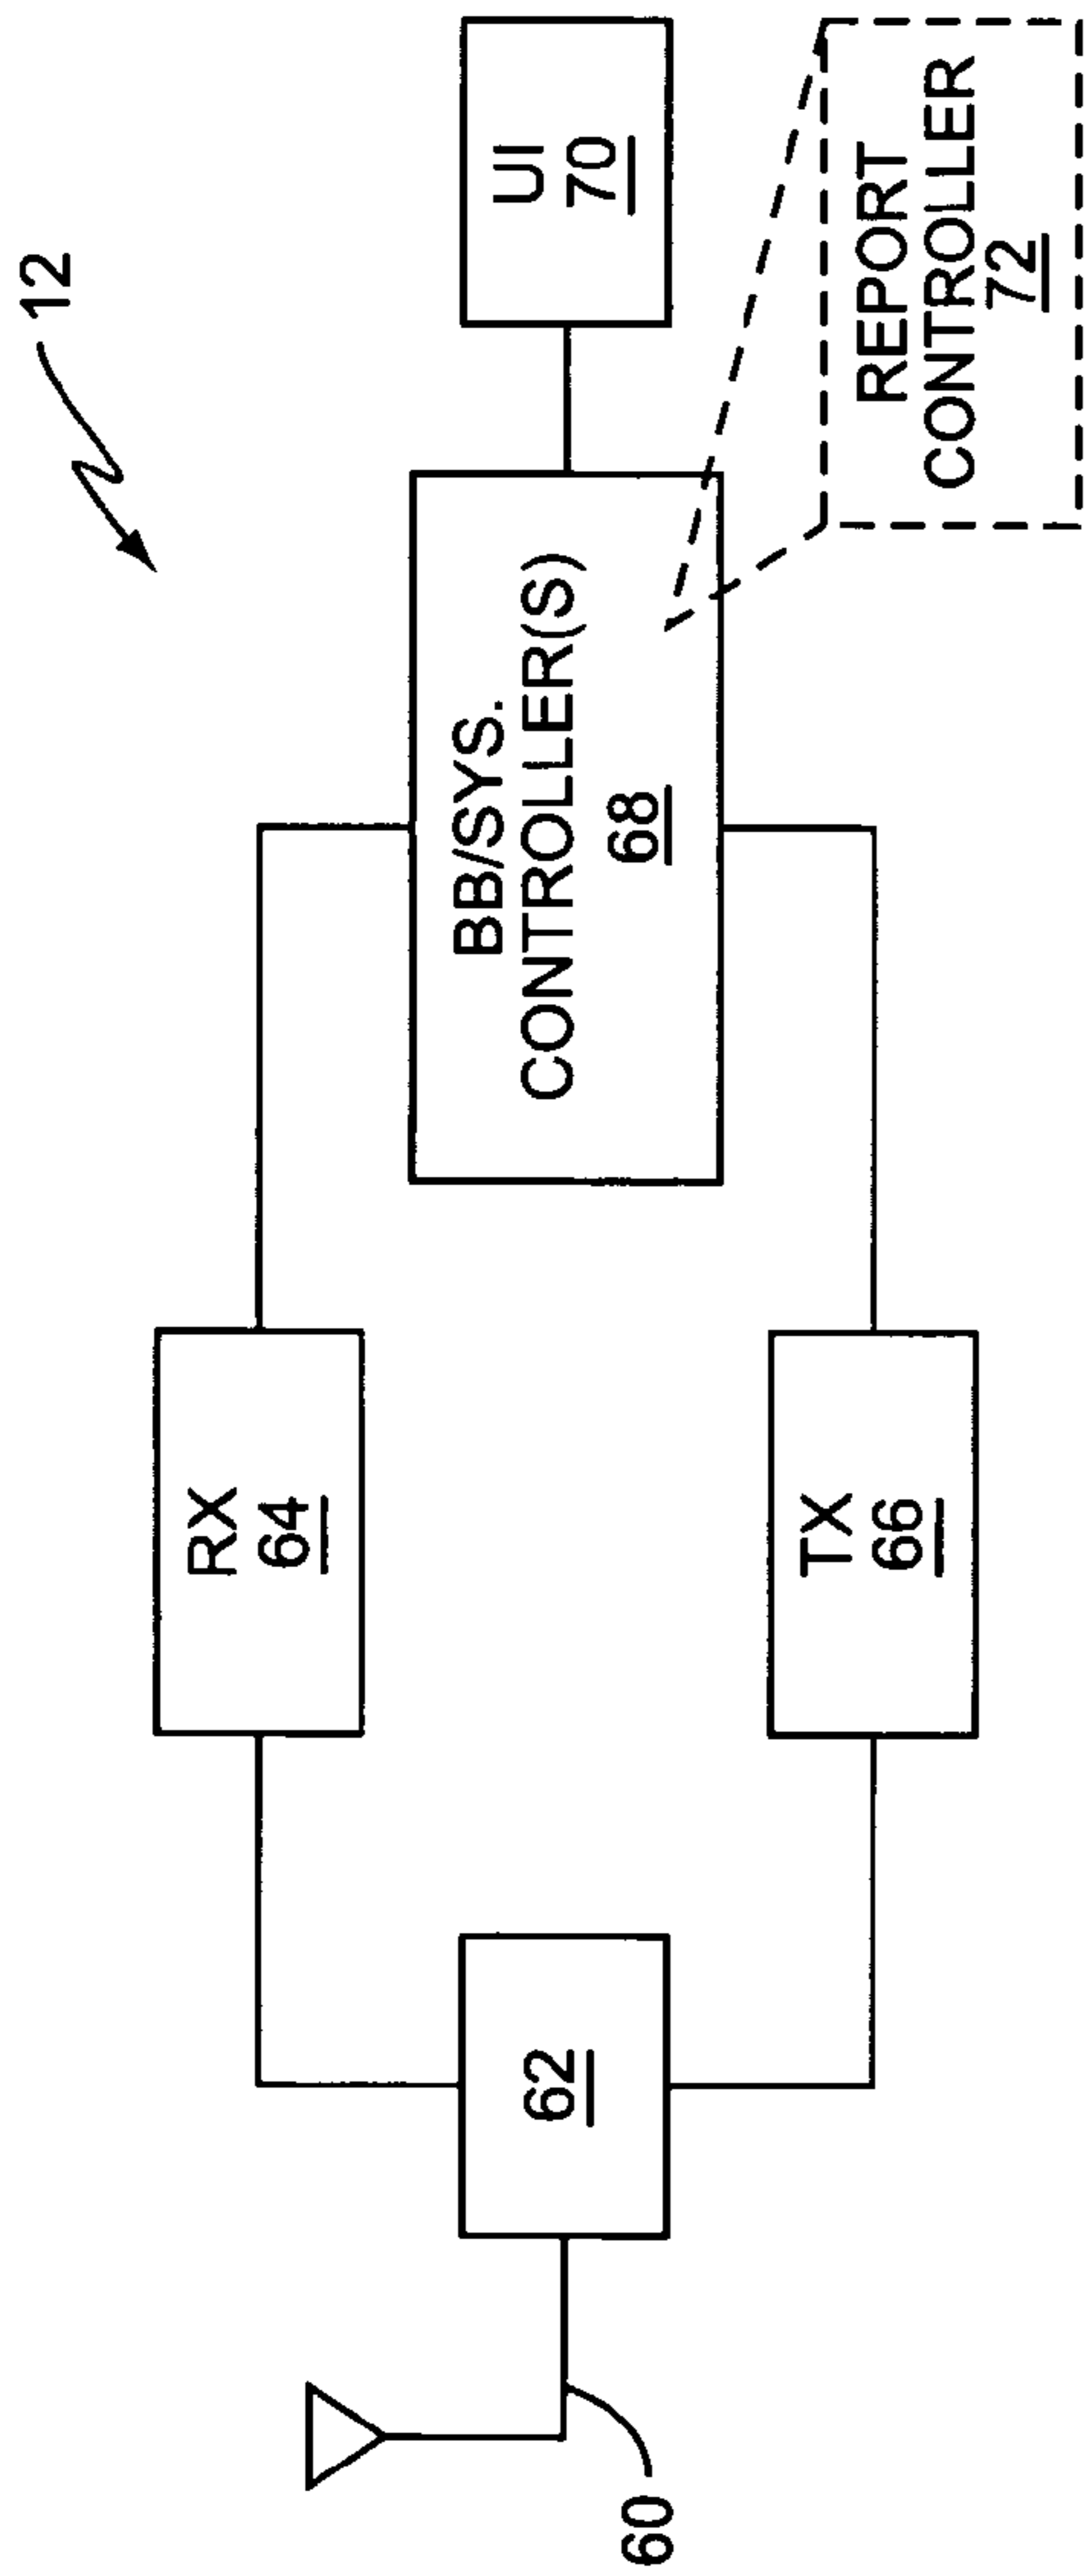 12
RX
64
BB/SYS.
CONTROLLER(S)
68
UI
70
62
60
TX
66
REPORT
CONTROLLER
72